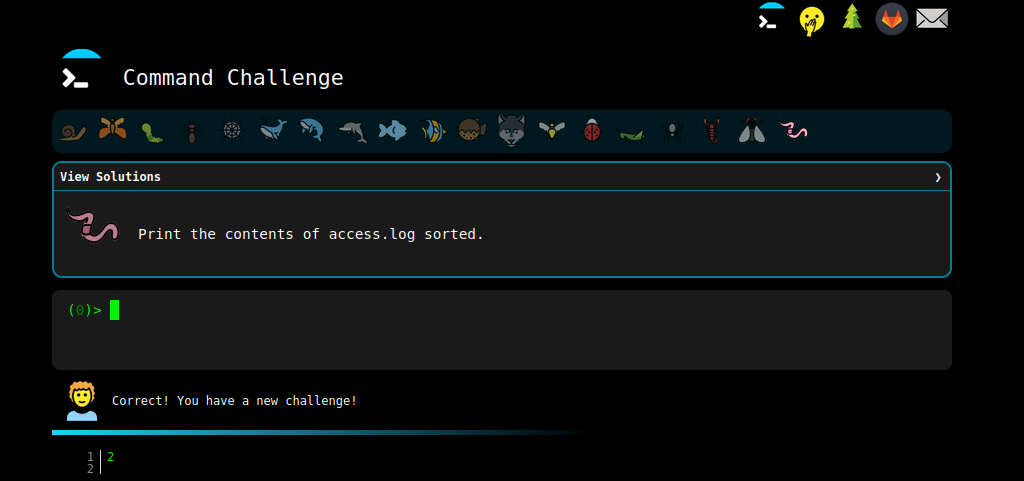 Command Challenge
View Solutions ❯
Print the contents of access.log sorted.
(0)>
Correct! You have a new challenge!
1 2
2